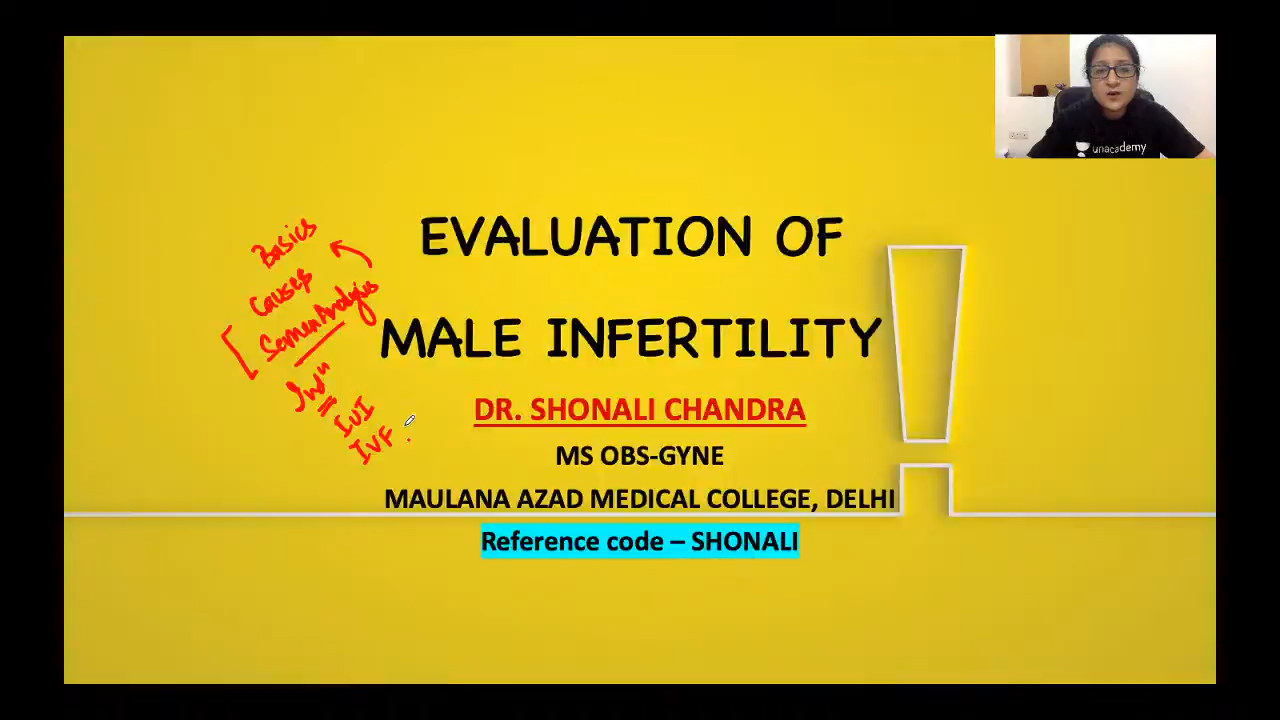 unacademy
EVALUATION OF
MALE INFERTILITY
DR. SHONALI CHANDRA
MS OBS-GYNE
MAULANA AZAD MEDICAL COLLEGE, DELHI
Reference code – SHONALI
Basics
Causes
Semen Analysis
IUI
IVF